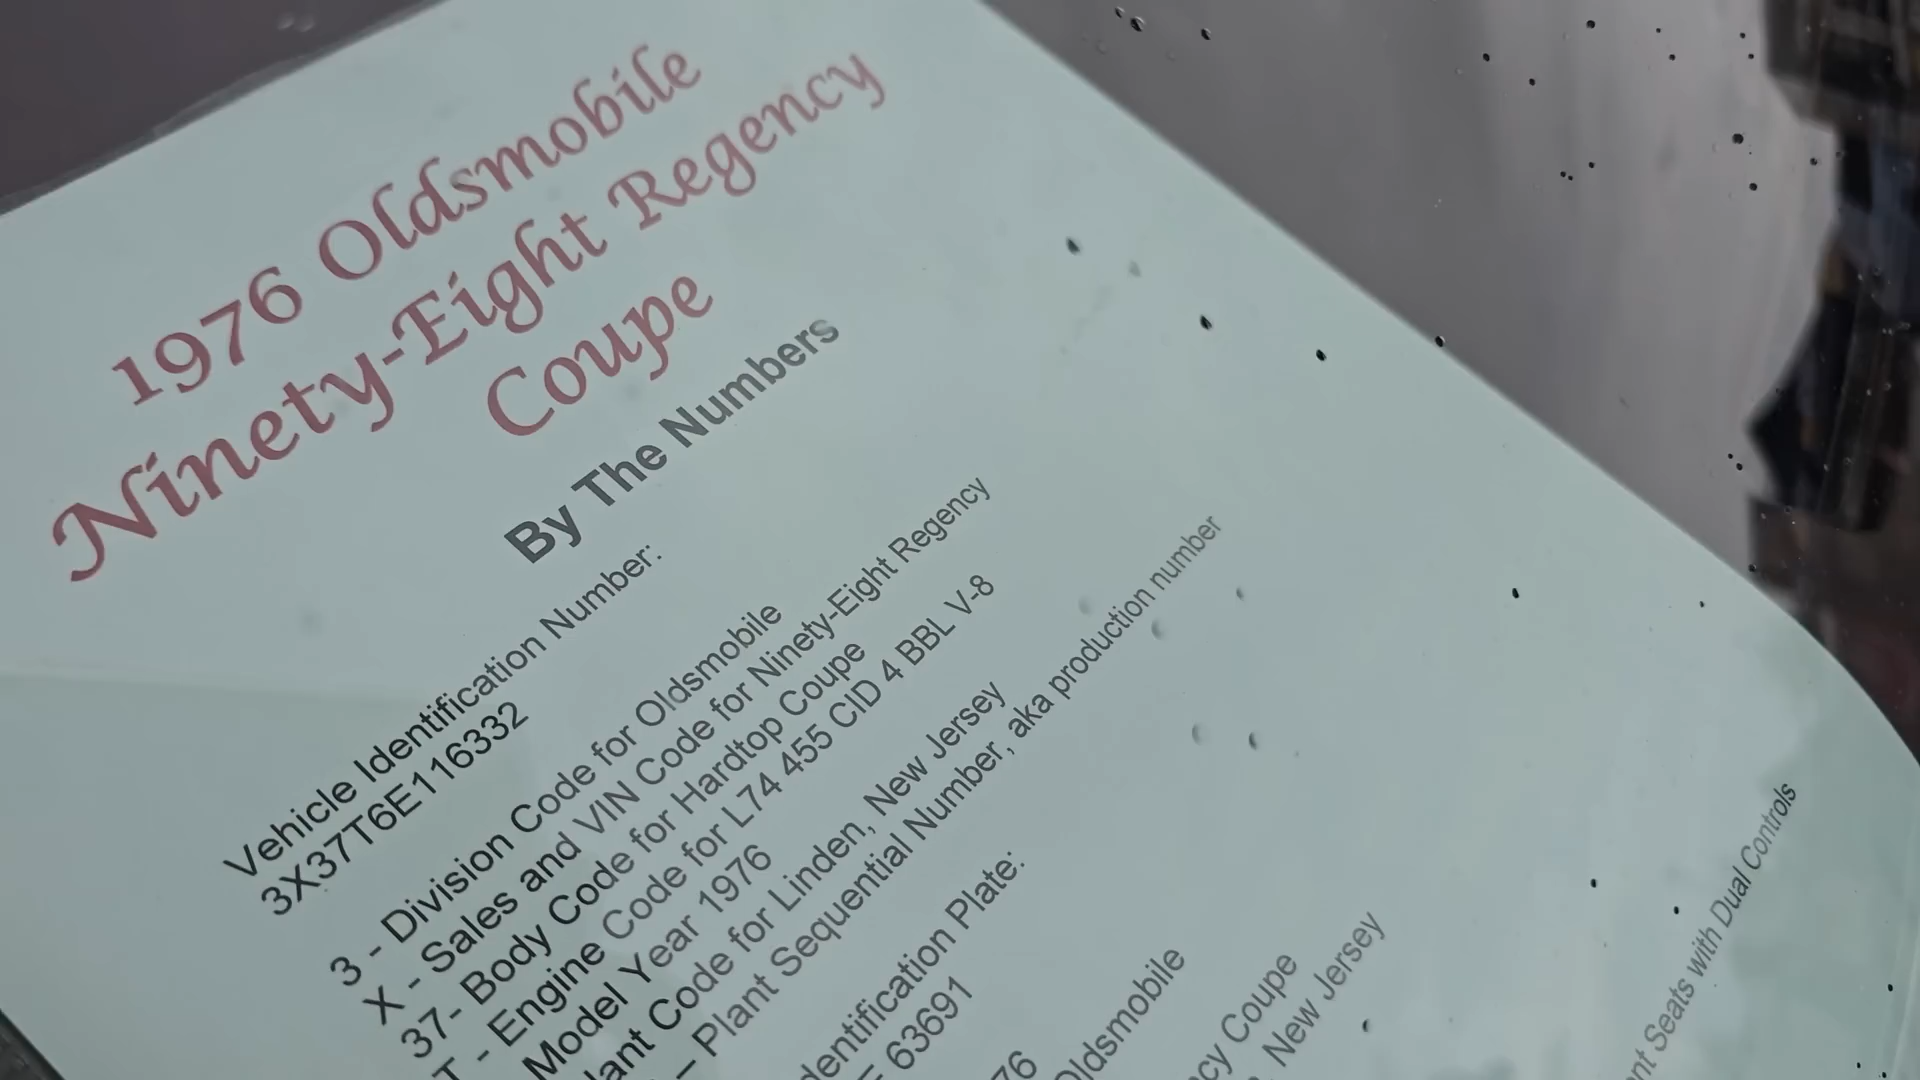 1976 Oldsmobile
Ninety-Eight Regency
Coupe
By The Numbers
Vehicle Identification Number:
3X37T6E116332
3 - Division Code for Oldsmobile
X - Sales and VIN Code for Ninety-Eight Regency
37- Body Code for Hardtop Coupe
T - Engine Code for L74 455 CID 4 BBL V-8
Model Year 1976
Code for Linden, New Jersey
– Plant Sequential Number, aka production number
Plate:
63691
Oldsmobile
Coupe
New Jersey
Seats with Dual Controls